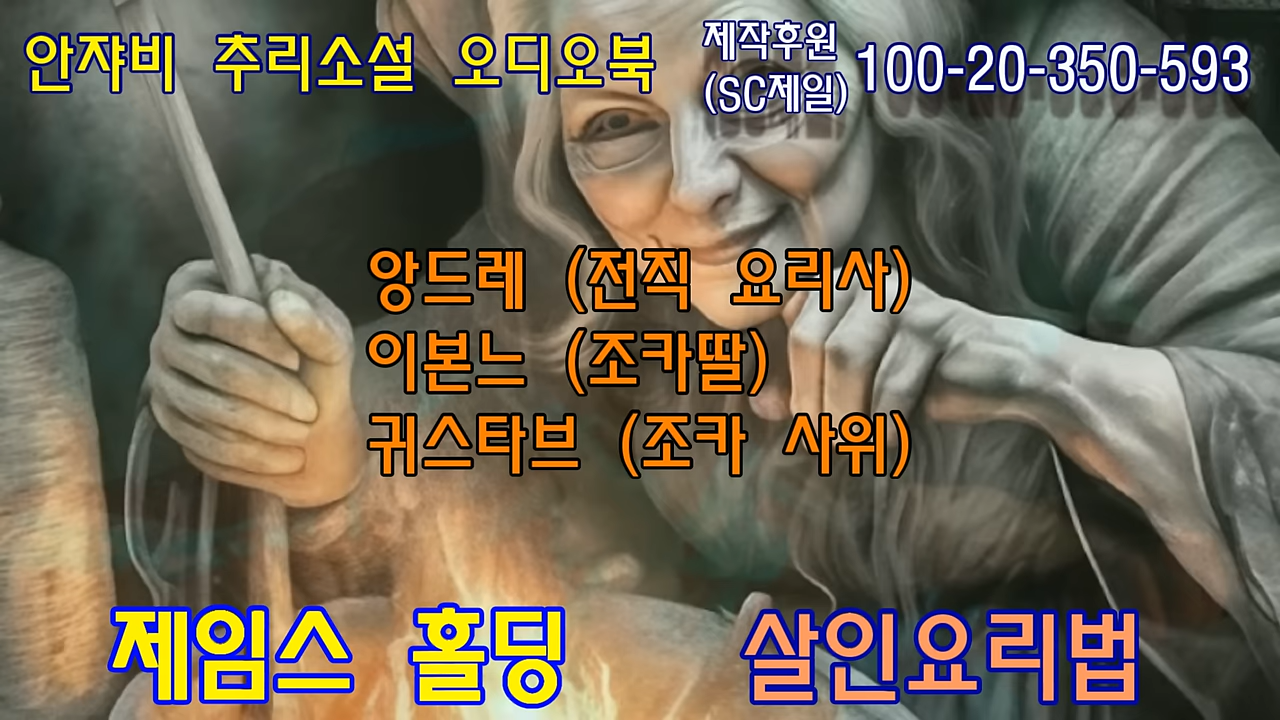 안쟈비 추리소설 오디오북
제작후원
(SC제일) 100-20-350-593
앙드레 (전직 요리사)
이본느 (조카딸)
귀스타브 (조카 사위)
제임스 홀딩 살인요리법